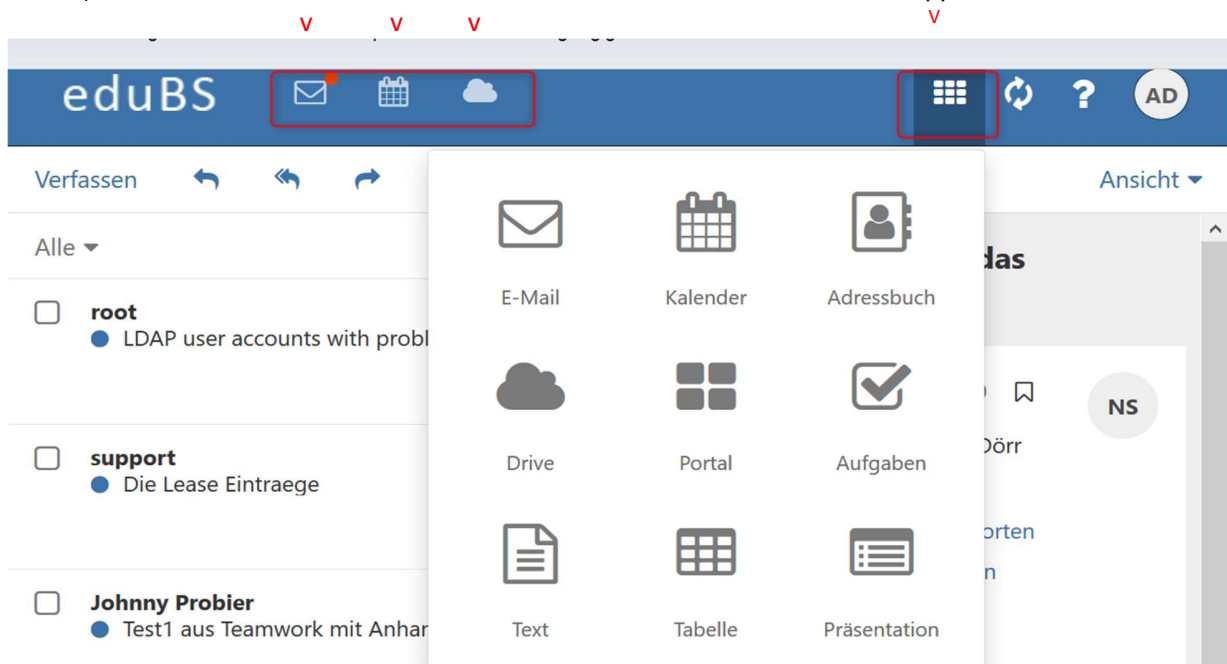 v v v v
eduBS ? AD
Verfassen Ansicht
Alle
das
E-Mail Kalender Adressbuch
root
LDAP user accounts with probl
NS
Dörr
support
Drive Portal Aufgaben
Die Lease Eintraege
orten
n
Johnny Probier
Test1 aus Teamwork mit Anhar
Text Tabelle Präsentation